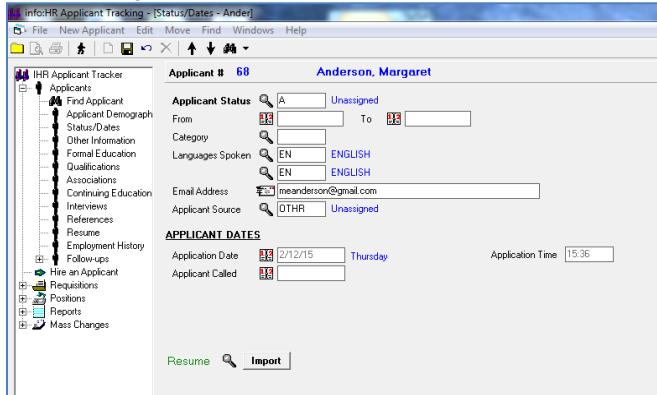 info:HR Applicant Tracking - [Status/Dates - Ander]
File New Applicant Edit Move Find Windows Help
IHR Applicant Tracker
Applicants
Find Applicant
Applicant Demograph
Status/Dates
Other Information
Formal Education
Qualifications
Associations
Continuing Education
Interviews
References
Resume
Employment History
Follow-ups
Hire an Applicant
Requisitions
Positions
Reports
Mass Changes
Applicant # 68 Anderson, Margaret
Applicant Status A Unassigned
From To
Category
Languages Spoken EN ENGLISH
EN ENGLISH
Email Address meanderson@gmail.com
Applicant Source OTHR Unassigned
APPLICANT DATES
Application Date 2/12/15 Thursday Application Time 15:36
Applicant Called
Resume Import